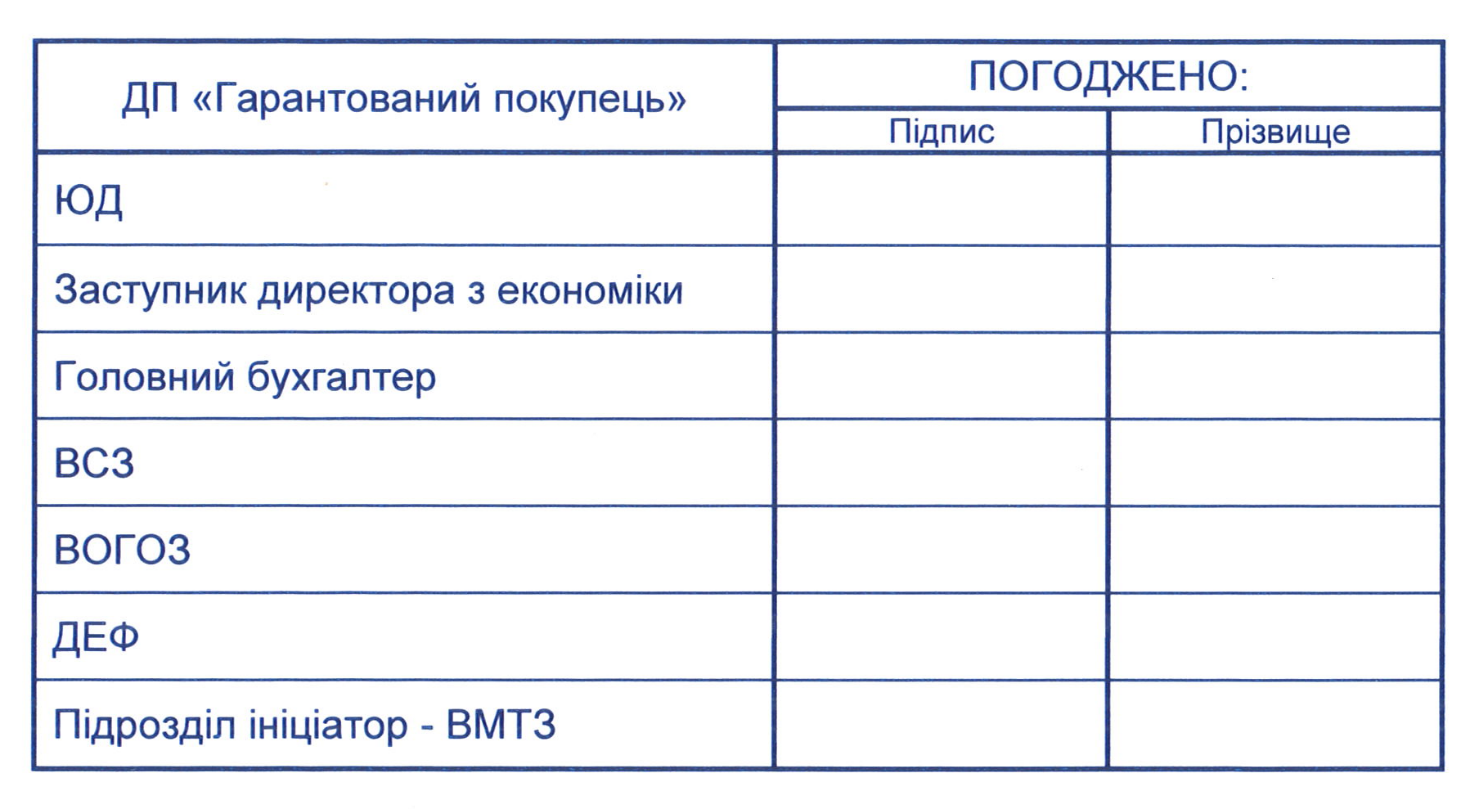 ДП «Гарантований покупець»
ПОГОДЖЕНО:
Підпис
Прізвище
ЮД
Заступник директора з економіки
Головний бухгалтер
ВСЗ
ВОГОЗ
ДЕФ
Підрозділ ініціатор - ВМТЗ